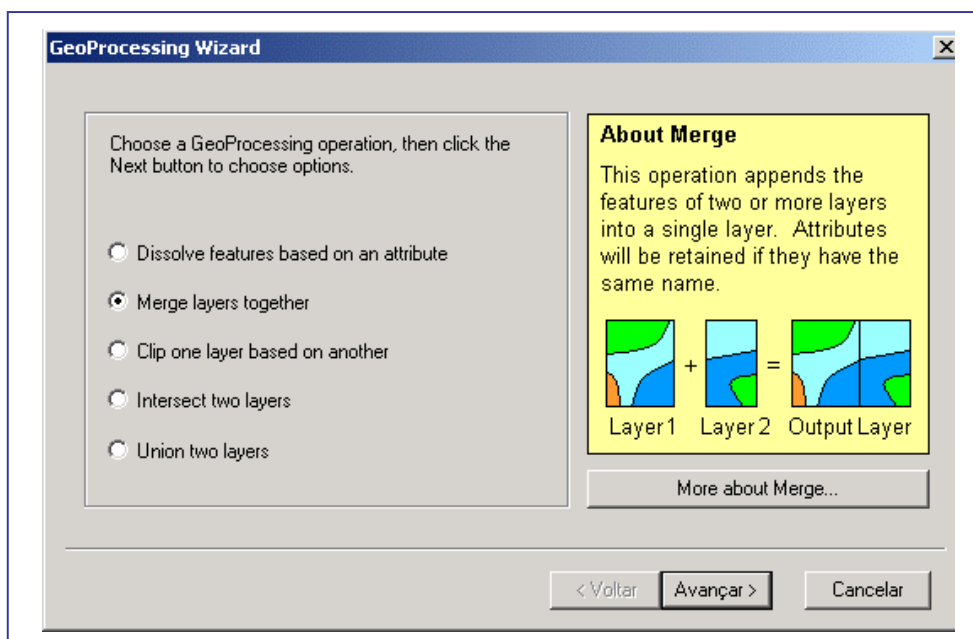 GeoProcessing Wizard
Choose a GeoProcessing operation, then click the
Next button to choose options.
Dissolve features based on an attribute
Merge layers together
Clip one layer based on another
Intersect two layers
Union two layers
About Merge
This operation appends the
features of two or more layers
into a single layer. Attributes
will be retained if they have the
same name.
+ =
Layer 1 Layer 2 Output Layer
More about Merge...
< Voltar Avançar > Cancelar